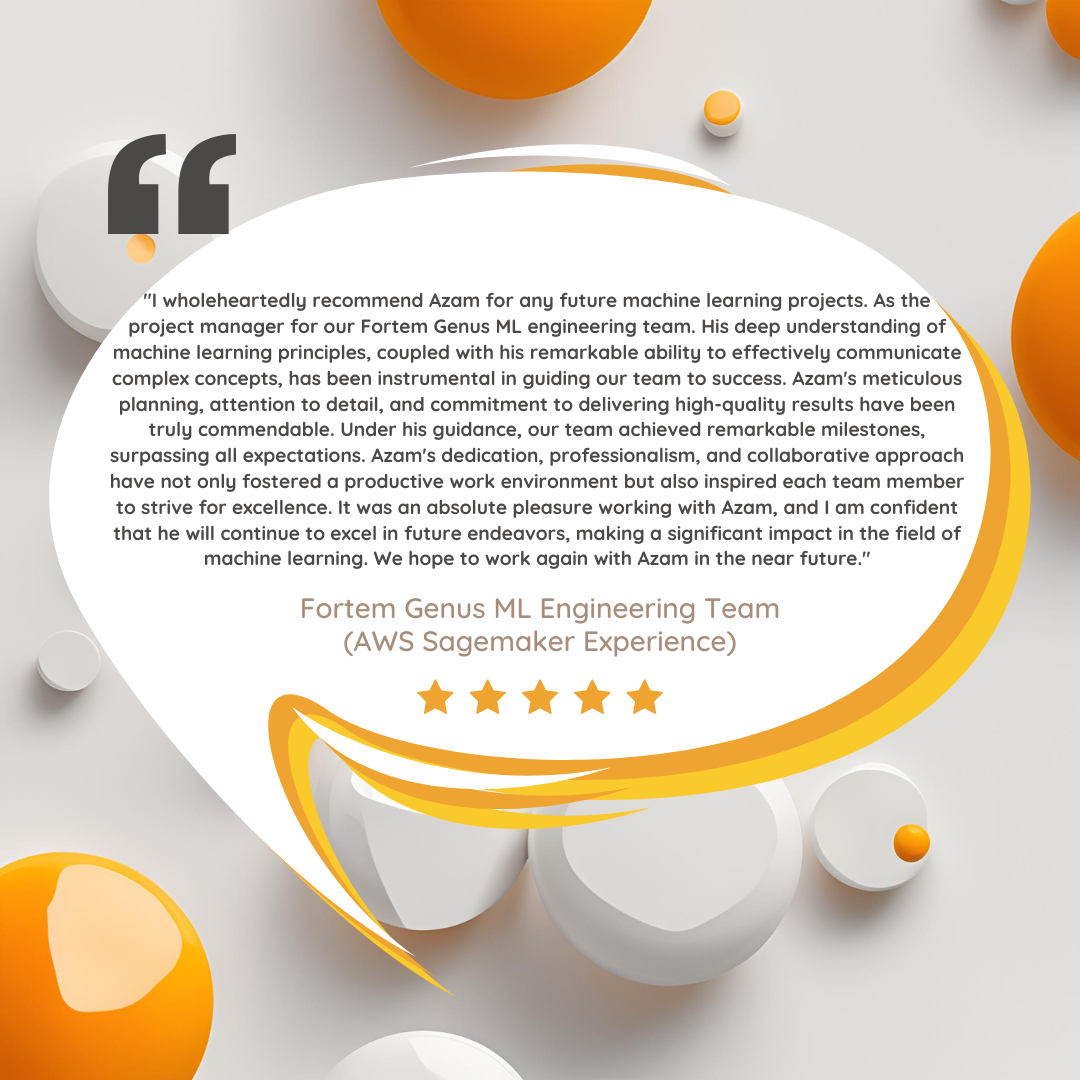 "I wholeheartedly recommend Azam for any future machine learning projects. As the
project manager for our Fortem Genus ML engineering team. His deep understanding of
machine learning principles, coupled with his remarkable ability to effectively communicate
complex concepts, has been instrumental in guiding our team to success. Azam's meticulous
planning, attention to detail, and commitment to delivering high-quality results have been
truly commendable. Under his guidance, our team achieved remarkable milestones,
surpassing all expectations. Azam's dedication, professionalism, and collaborative approach
have not only fostered a productive work environment but also inspired each team member
to strive for excellence. It was an absolute pleasure working with Azam, and I am confident
that he will continue to excel in future endeavors, making a significant impact in the field of
machine learning. We hope to work again with Azam in the near future."
Fortem Genus ML Engineering Team
(AWS Sagemaker Experience)